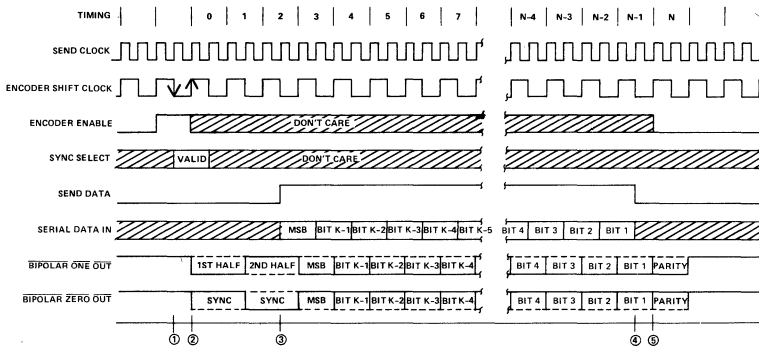 TIMING 0 1 2 3 4 5 6 7 N-4 N-3 N-2 N-1 N
SEND CLOCK
ENCODER SHIFT CLOCK
ENCODER ENABLE DON'T CARE
SYNC SELECT VALID DON'T CARE
SEND DATA
SERIAL DATA IN MSB BIT K-1 BIT K-2 BIT K-3 BIT K-4 BIT K-5 BIT 4 BIT 3 BIT 2 BIT 1
BIPOLAR ONE OUT 1ST HALF 2ND HALF MSB BIT K-1 BIT K-2 BIT K-3 BIT K-4 BIT 4 BIT 3 BIT 2 BIT 1 PARITY
BIPOLAR ZERO OUT SYNC SYNC MSB BIT K-1 BIT K-2 BIT K-3 BIT K-4 BIT 4 BIT 3 BIT 2 BIT 1 PARITY
① ② ③ ④ ⑤